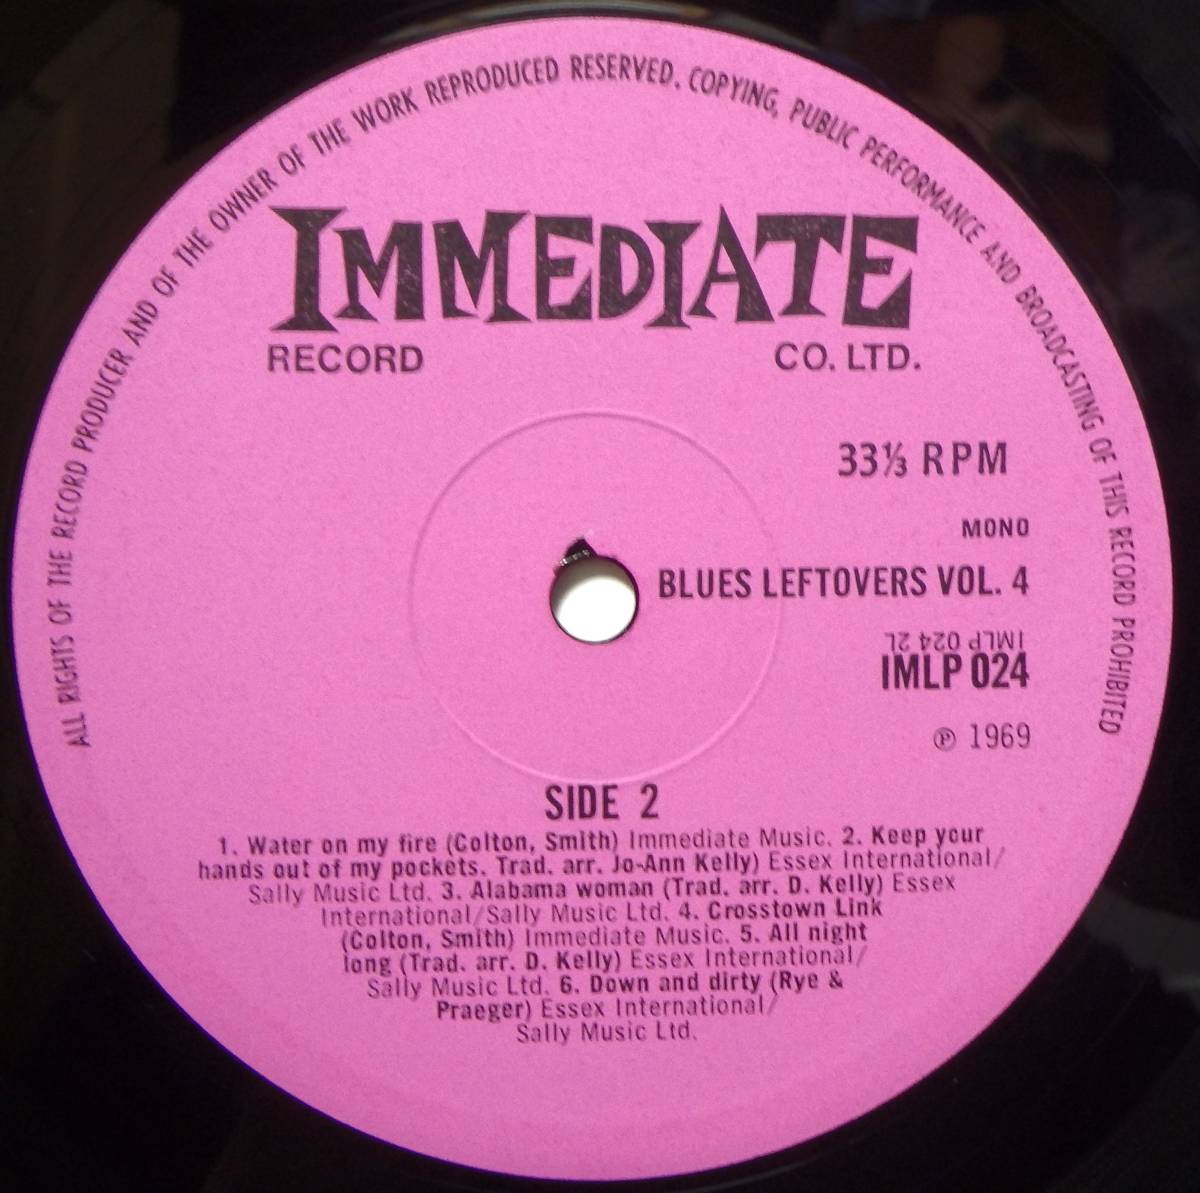 ALL RIGHTS OF THE RECORD PRODUCER AND OF THE OWNER OF THE WORK REPRODUCED RESERVED. COPYING, PUBLIC PERFORMANCE AND BROADCASTING OF THIS RECORD PROHIBITED
IMMEDIATE
RECORD CO. LTD.
33⅓ RPM
MONO
BLUES LEFTOVERS VOL. 4
IMLP 024 2L
IMLP 024
℗ 1969
SIDE 2
1. Water on my fire (Colton, Smith) Immediate Music. 2. Keep your
hands out of my pockets. Trad. arr. Jo-Ann Kelly) Essex International/
Sally Music Ltd. 3. Alabama woman (Trad. arr. D. Kelly) Essex
International/Sally Music Ltd. 4. Crosstown Link
(Colton, Smith) Immediate Music. 5. All night
long (Trad. arr. D. Kelly) Essex International/
Sally Music Ltd. 6. Down and dirty (Rye &
Praeger) Essex International/
Sally Music Ltd.